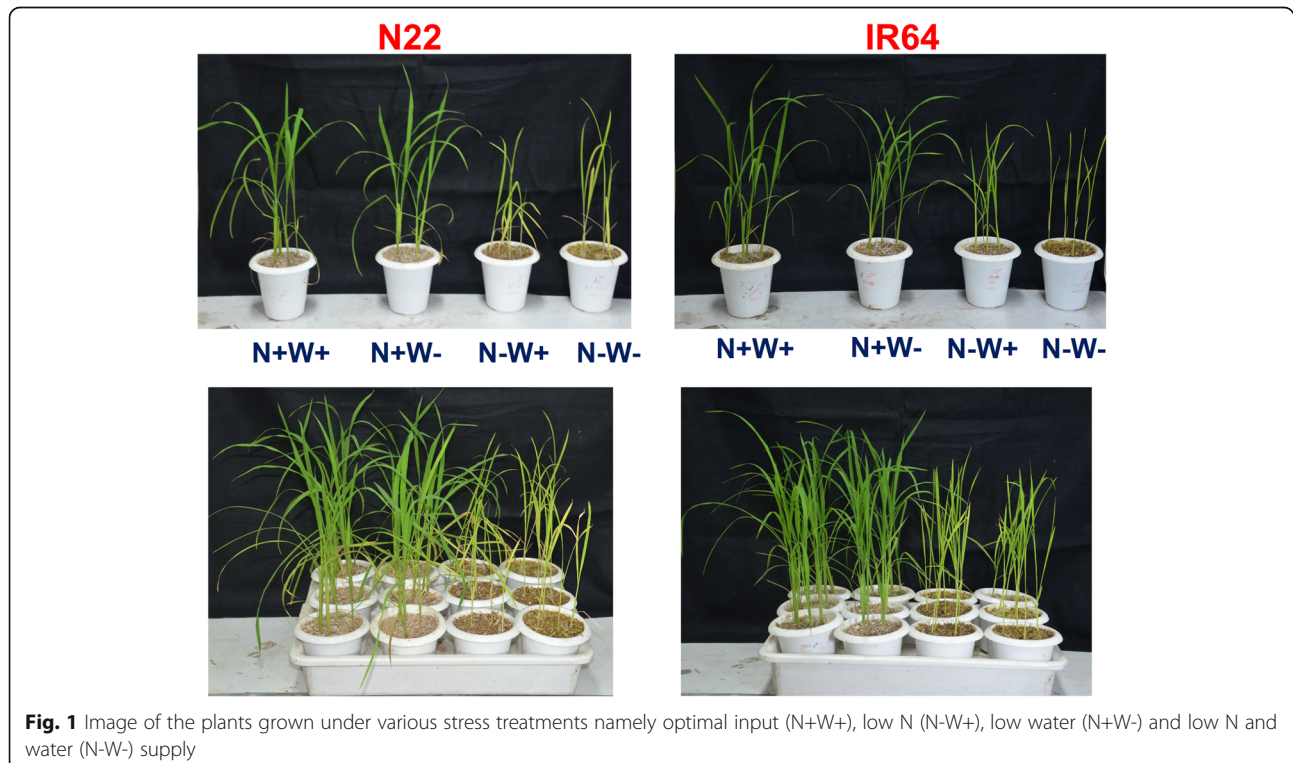 N22 IR64
N+W+ N+W- N-W+ N-W- N+W+ N+W- N-W+ N-W-
Fig. 1 Image of the plants grown under various stress treatments namely optimal input (N+W+), low N (N-W+), low water (N+W-) and low N and
water (N-W-) supply